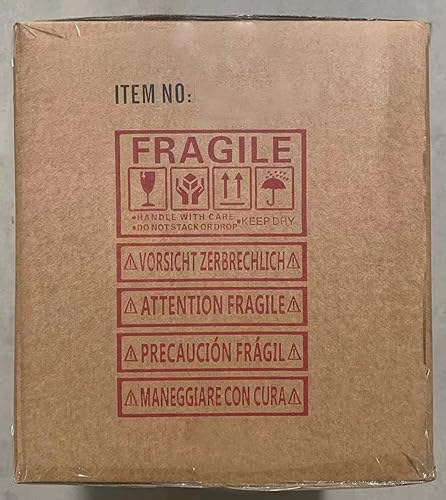 ITEM NO:
FRAGILE
•HANDLE WITH CARE
•DO NOT STACK OR DROP •KEEP DRY
⚠VORSICHT ZERBRECHLICH⚠
⚠ATTENTION FRAGILE⚠
⚠PRECAUCIÓN FRÁGIL⚠
⚠MANEGGIARE CON CURA⚠